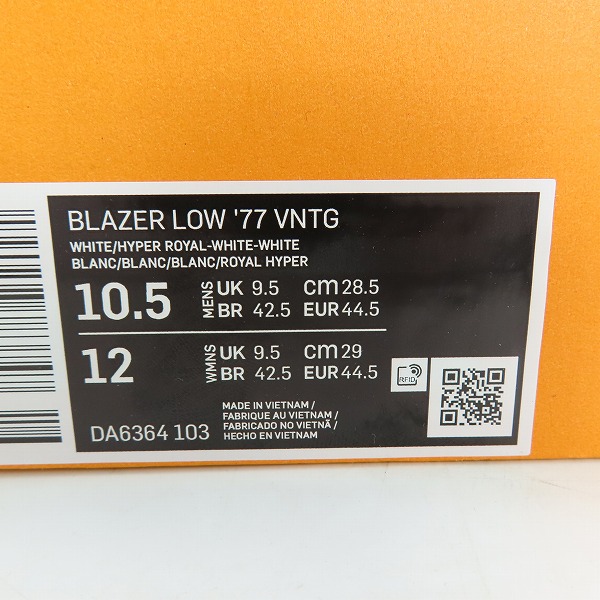 BLAZER LOW '77 VNTG
WHITE/HYPER ROYAL-WHITE-WHITE
BLANC/BLANC/BLANC/ROYAL HYPER
10.5 MENS UK 9.5 cm 28.5
BR 42.5 EUR 44.5
12 WMNS UK 9.5 cm 29
BR 42.5 EUR 44.5
RFID
MADE IN VIETNAM /
FABRIQUE AU VIETNAM /
FABRICADO NO VIETNÃ /
DA6364 103 HECHO EN VIETNAM